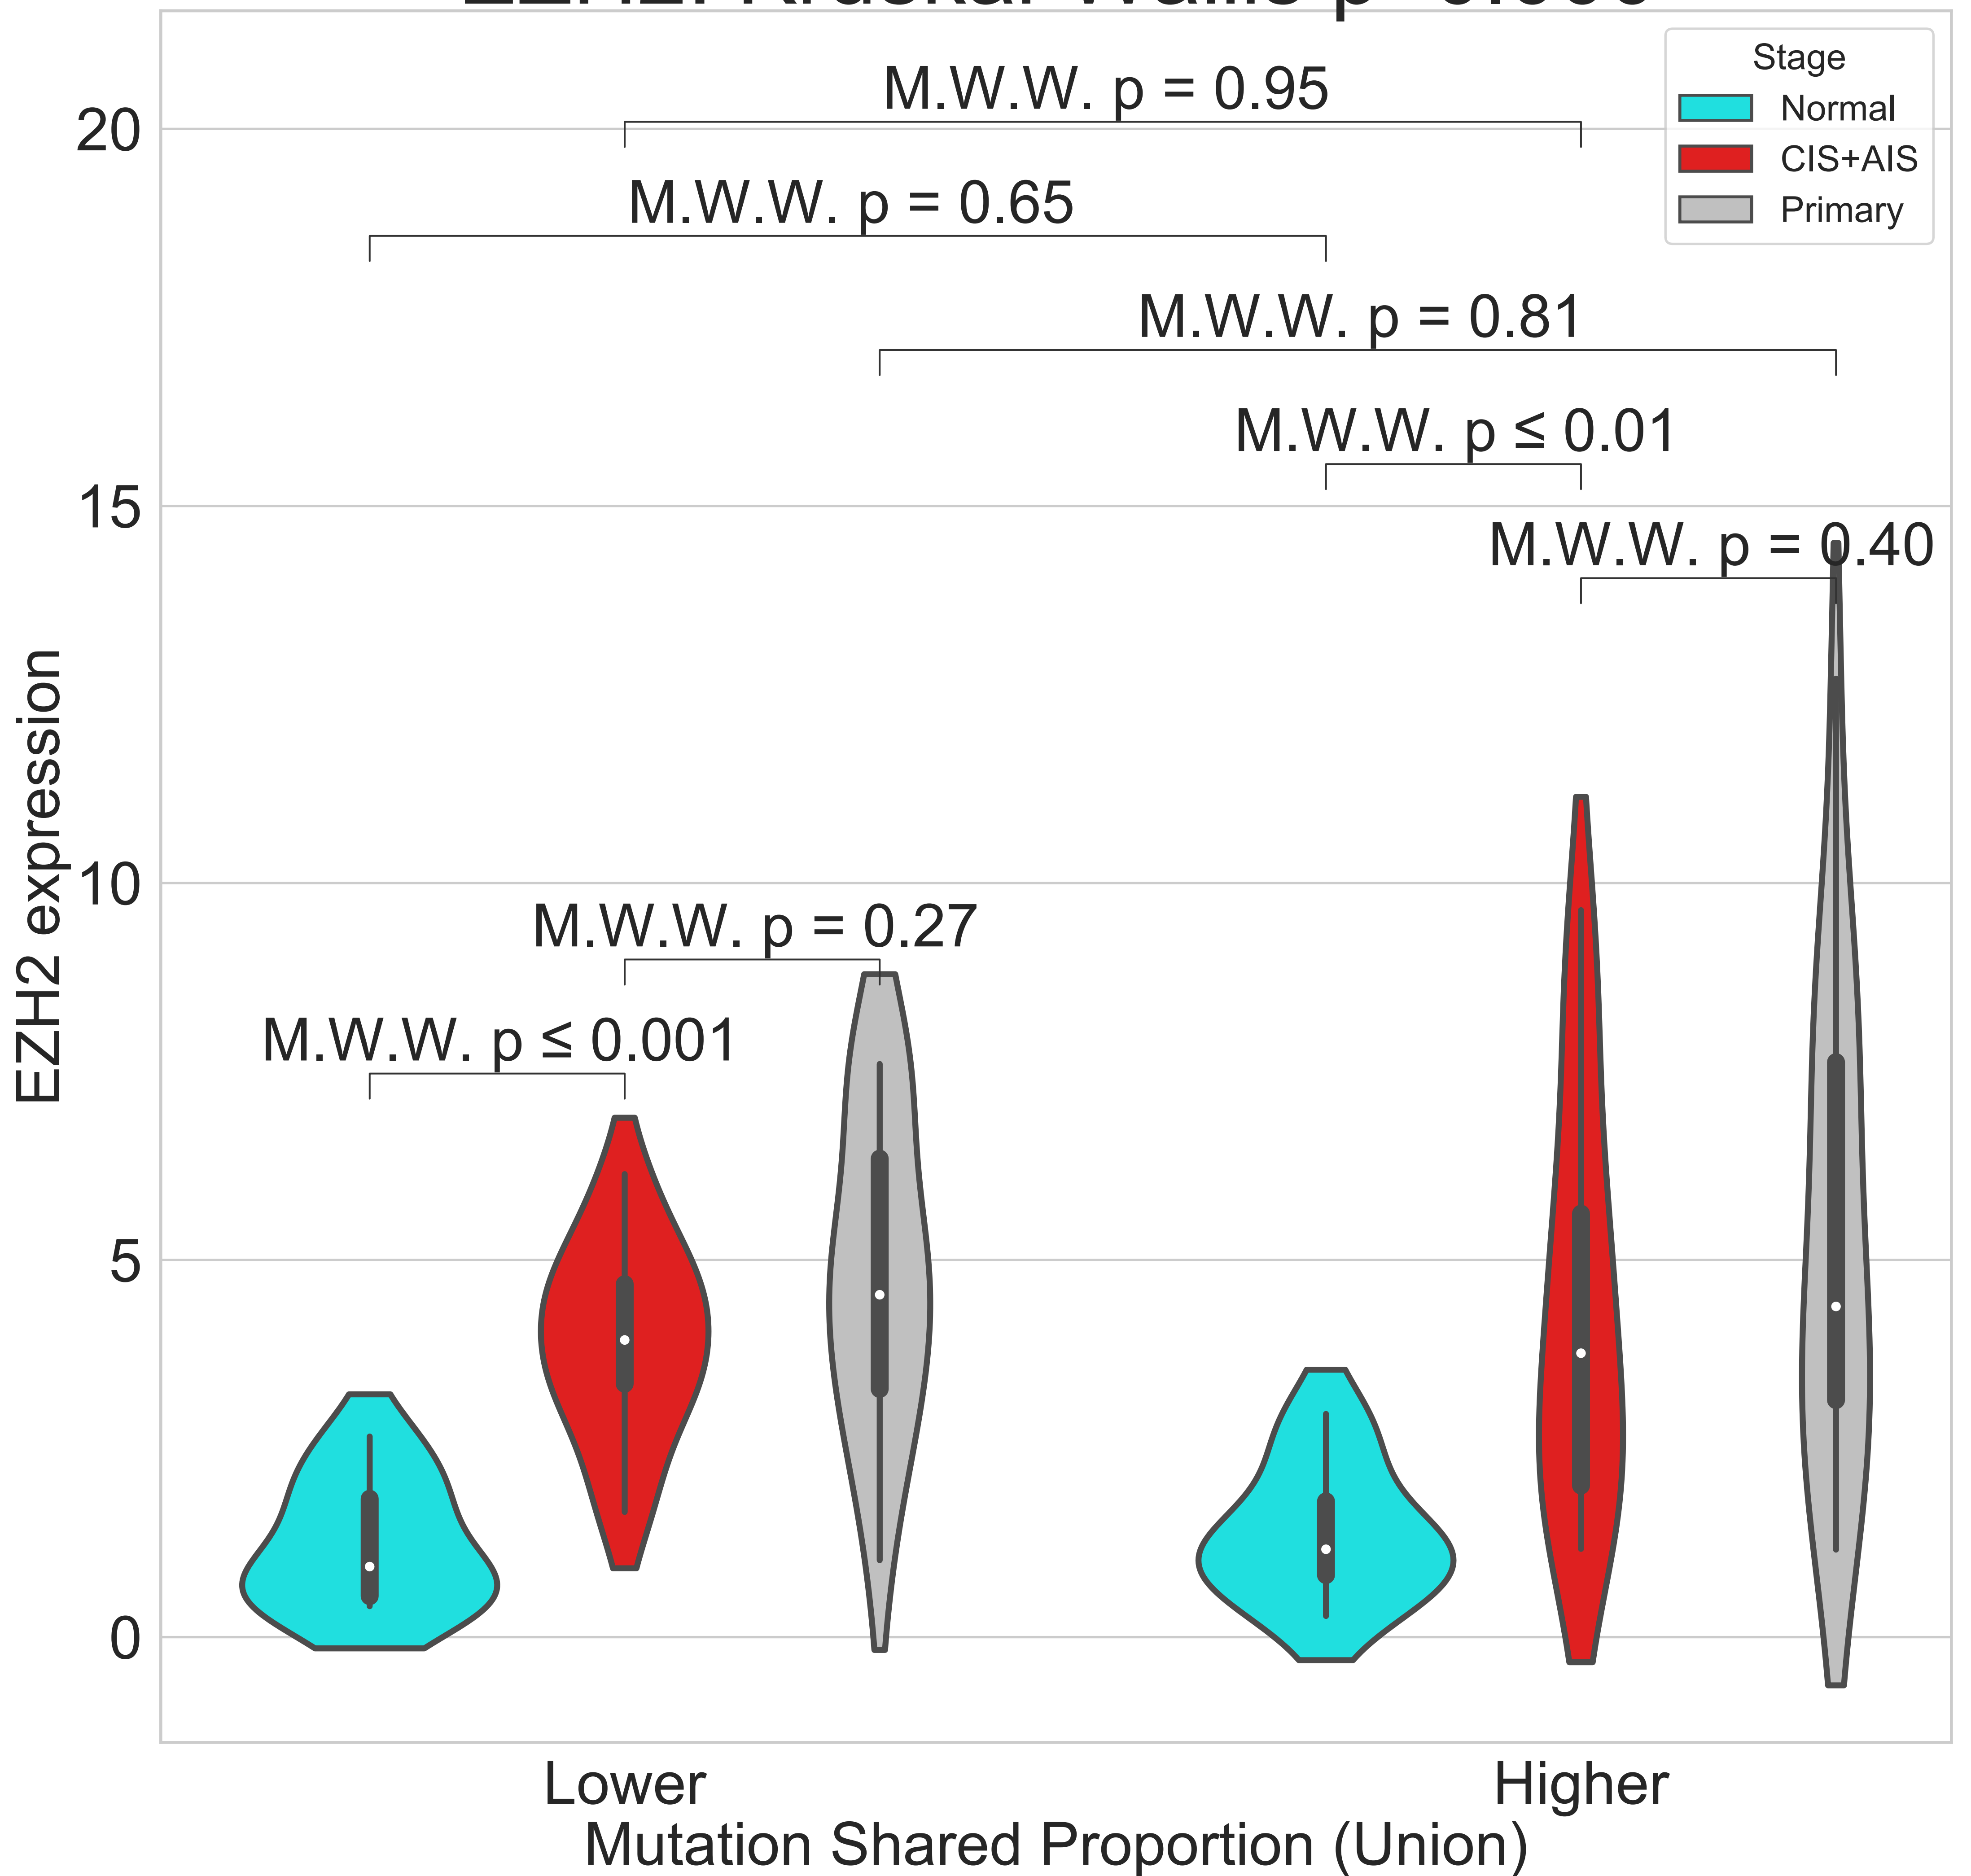 Stage
Normal
CIS+AIS
Primary
M.W.W. p = 0.95
M.W.W. p = 0.65
M.W.W. p = 0.81
M.W.W. p ≤ 0.01
M.W.W. p = 0.40
M.W.W. p = 0.27
M.W.W. p ≤ 0.001
20
15
10
5
0
EZH2 expression
Lower
Higher
Mutation Shared Proportion (Union)